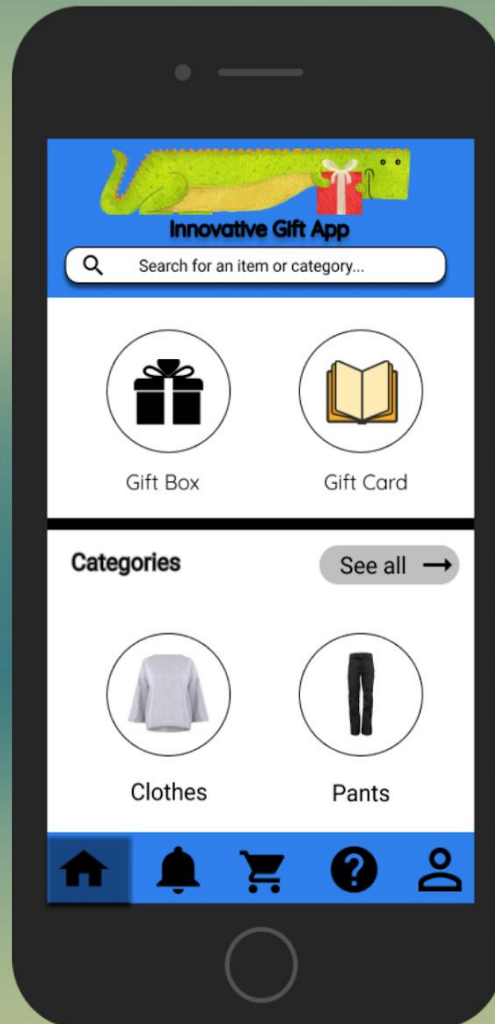 Innovative Gift App
Search for an item or category...
Gift Box
Gift Card
Categories
See all
Clothes
Pants